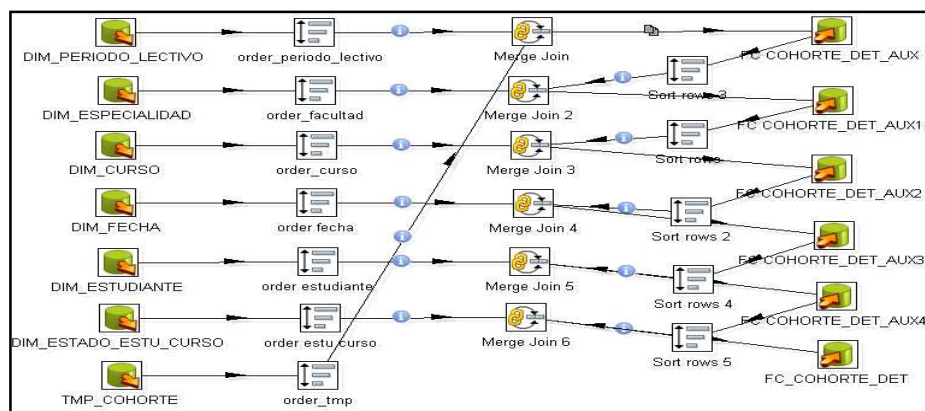 DIM_PERIODO_LECTIVO order_periodo_lectivo Merge Join FC COHORTE_DET_AUX
Sort rows 3
DIM_ESPECIALIDAD order_facultad Merge Join 2 FC COHORTE_DET_AUX1
Sort rows
DIM_CURSO order_curso Merge Join 3 FC COHORTE_DET_AUX2
DIM_FECHA order fecha Merge Join 4 Sort rows 2
FC COHORTE_DET_AUX3
DIM_ESTUDIANTE order estudiante Merge Join 5 Sort rows 4
FC COHORTE_DET_AUX4
DIM_ESTADO_ESTU_CURSO order estu_curso Merge Join 6 Sort rows 5
FC_COHORTE_DET
TMP_COHORTE order_tmp